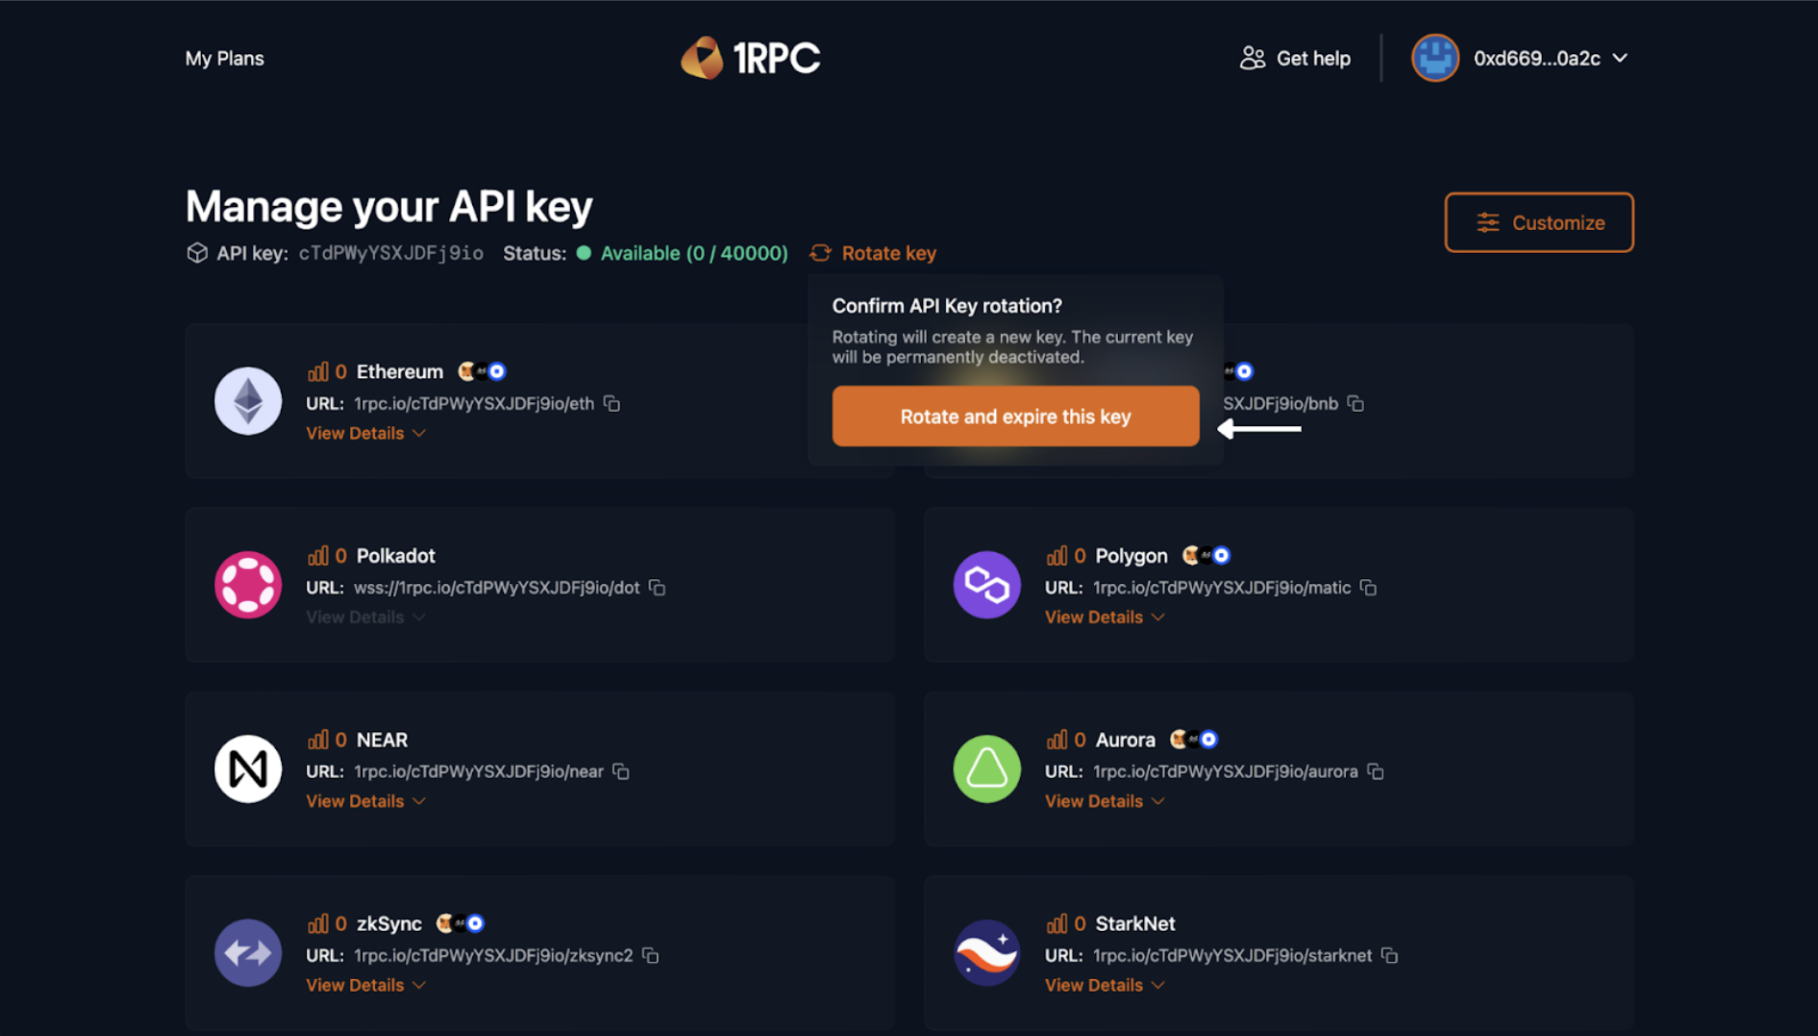 My Plans
1RPC
Get help
0xd669...0a2c
Manage your API key
Customize
API key: cTdPWyYSXJDFj9io Status: Available (0 / 40000) Rotate key
Confirm API Key rotation?
Rotating will create a new key. The current key
will be permanently deactivated.
Rotate and expire this key
0 Ethereum
URL: 1rpc.io/cTdPWyYSXJDFj9io/eth
View Details
SXJDFj9io/bnb
0 Polkadot
URL: wss://1rpc.io/cTdPWyYSXJDFj9io/dot
View Details
0 Polygon
URL: 1rpc.io/cTdPWyYSXJDFj9io/matic
View Details
0 NEAR
URL: 1rpc.io/cTdPWyYSXJDFj9io/near
View Details
0 Aurora
URL: 1rpc.io/cTdPWyYSXJDFj9io/aurora
View Details
0 zkSync
URL: 1rpc.io/cTdPWyYSXJDFj9io/zksync2
View Details
0 StarkNet
URL: 1rpc.io/cTdPWyYSXJDFj9io/starknet
View Details